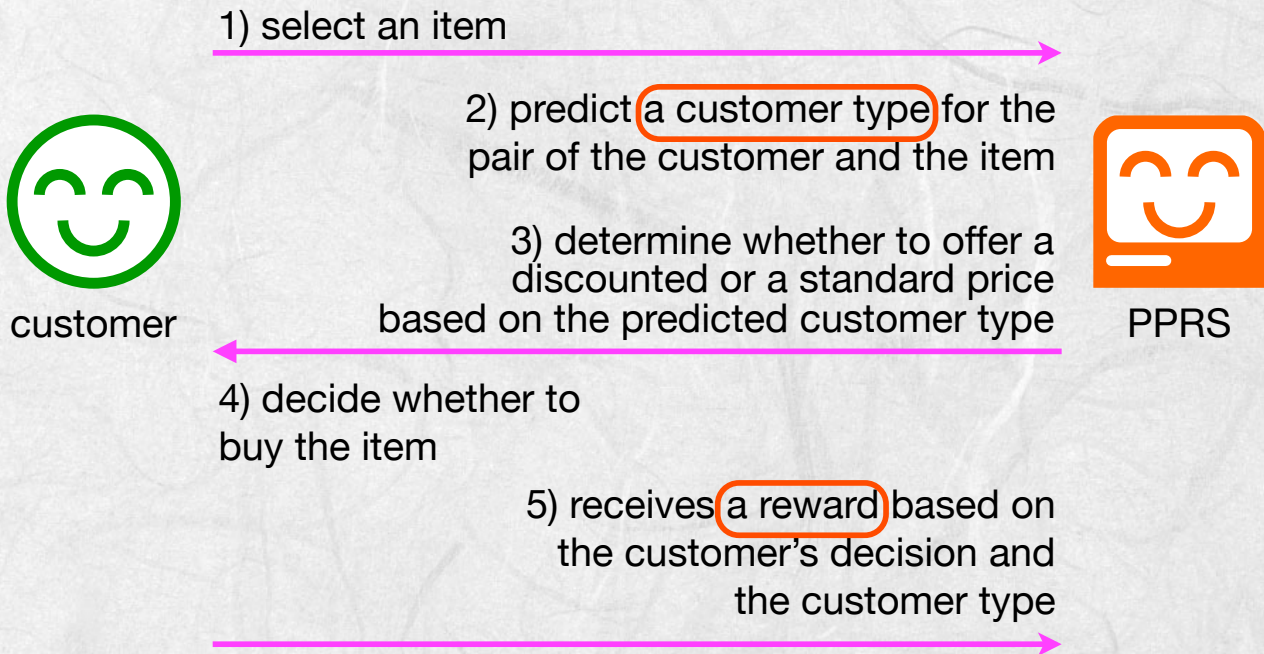 1) select an item
2) predict a customer type for the
pair of the customer and the item
3) determine whether to offer a
discounted or a standard price
based on the predicted customer type
customer
PPRS
4) decide whether to
buy the item
5) receives a reward based on
the customer's decision and
the customer type